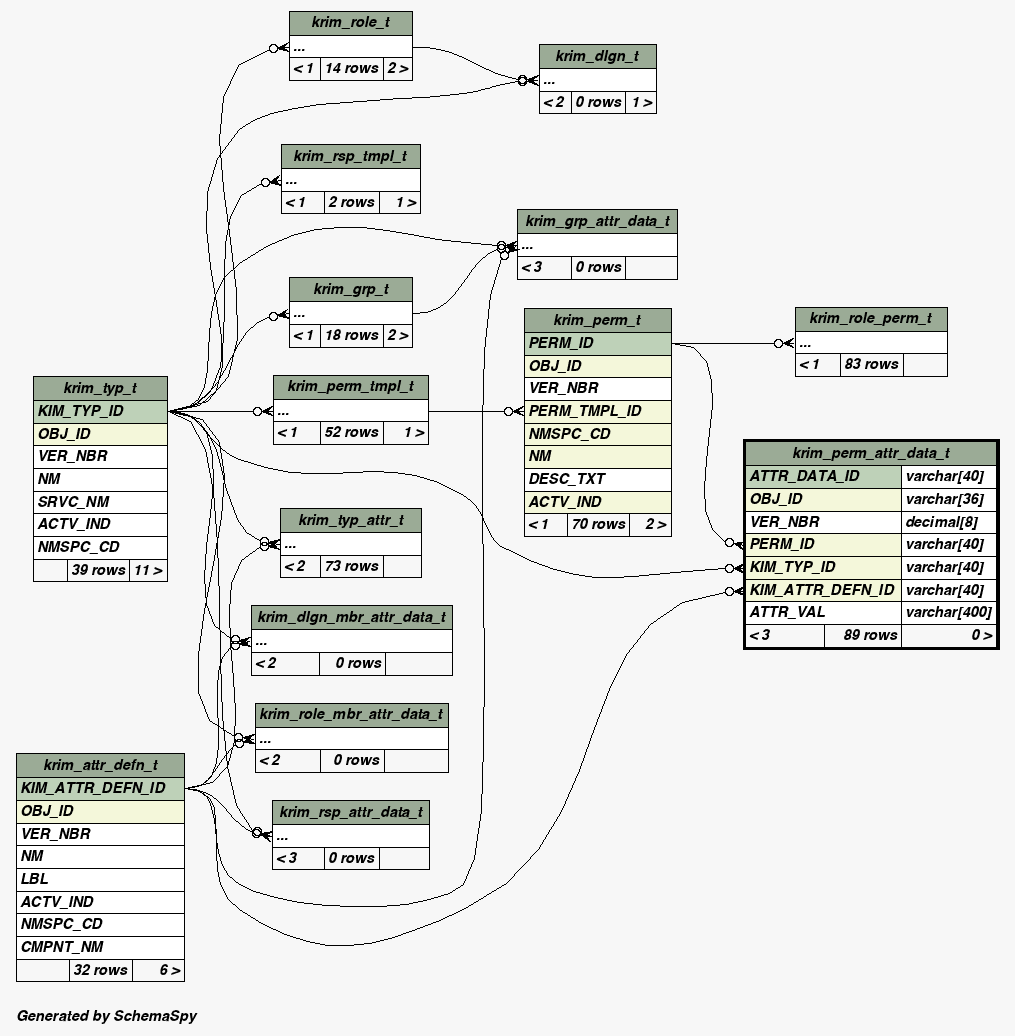 krim_role_t
...
< 1 14 rows 2 >
krim_dlgn_t
...
< 2 0 rows 1 >
krim_rsp_tmpl_t
...
< 1 2 rows 1 >
krim_grp_attr_data_t
...
< 3 0 rows
krim_grp_t
...
< 1 18 rows 2 >
krim_perm_t
PERM_ID
OBJ_ID
VER_NBR
PERM_TMPL_ID
NMSPC_CD
NM
DESC_TXT
ACTV_IND
< 1 70 rows 2 >
krim_role_perm_t
...
< 1 83 rows
krim_typ_t
KIM_TYP_ID
OBJ_ID
VER_NBR
NM
SRVC_NM
ACTV_IND
NMSPC_CD
39 rows 11 >
krim_perm_tmpl_t
...
< 1 52 rows 1 >
krim_perm_attr_data_t
ATTR_DATA_ID varchar[40]
OBJ_ID varchar[36]
VER_NBR decimal[8]
PERM_ID varchar[40]
KIM_TYP_ID varchar[40]
KIM_ATTR_DEFN_ID varchar[40]
ATTR_VAL varchar[400]
< 3 89 rows 0 >
krim_typ_attr_t
...
< 2 73 rows
krim_dlgn_mbr_attr_data_t
...
< 2 0 rows
krim_role_mbr_attr_data_t
...
< 2 0 rows
krim_attr_defn_t
KIM_ATTR_DEFN_ID
OBJ_ID
VER_NBR
NM
LBL
ACTV_IND
NMSPC_CD
CMPNT_NM
32 rows 6 >
krim_rsp_attr_data_t
...
< 3 0 rows
Generated by SchemaSpy